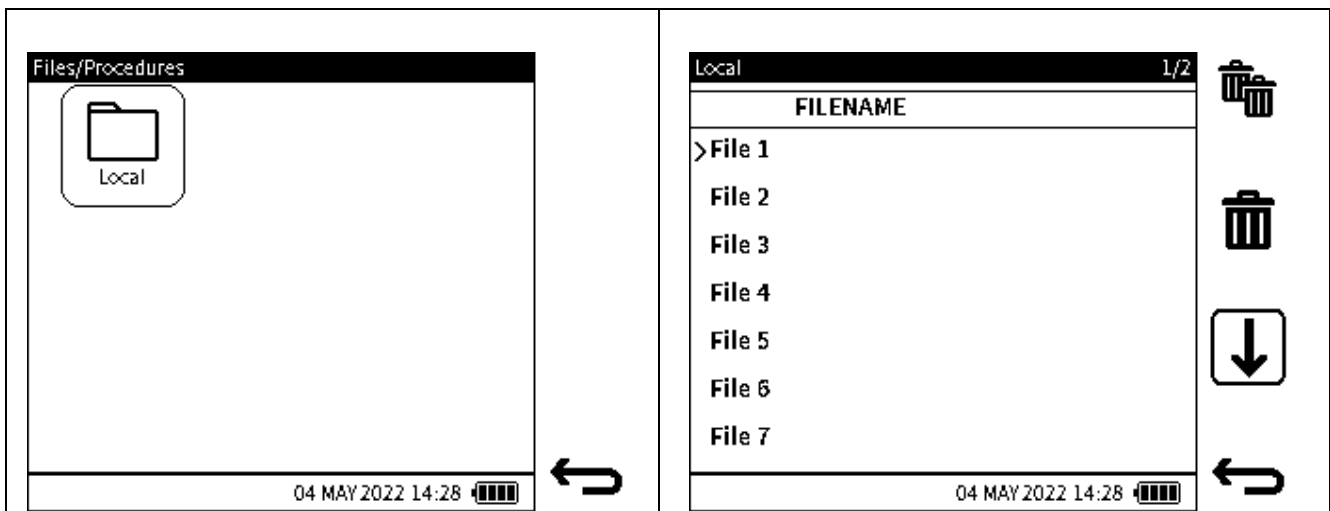 Files/Procedures
Local
04 MAY 2022 14:28
Local 1/2
FILENAME
>File 1
File 2
File 3
File 4
File 5
File 6
File 7
04 MAY 2022 14:28